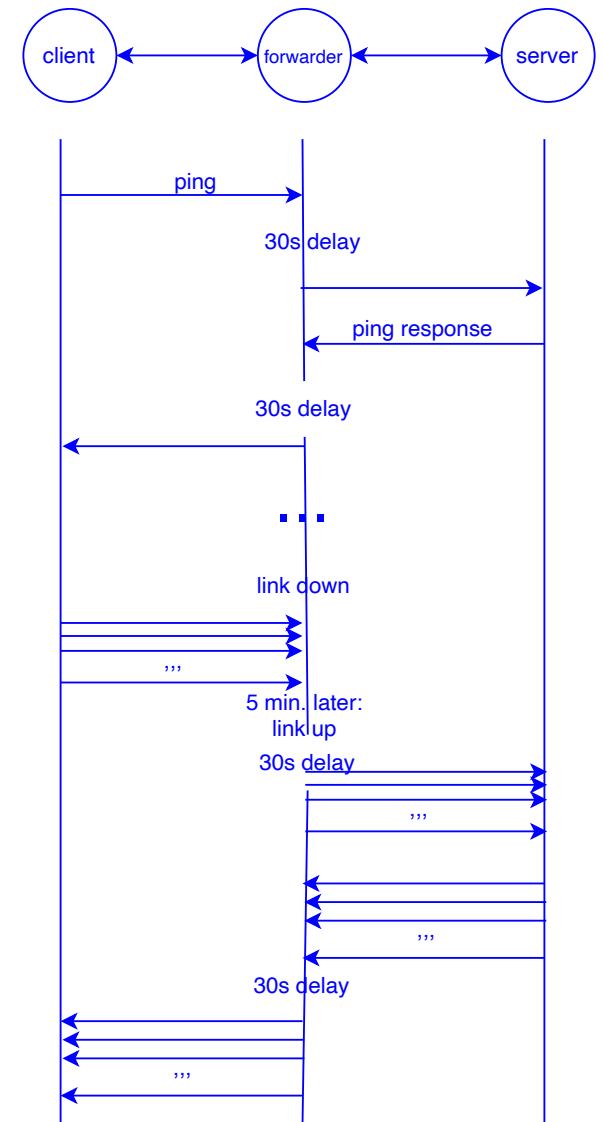 client
forwarder
server
ping
30s delay
ping response
30s delay
...
link down
,,,
5 min. later:
link up
30s delay
,,,
,,,
30s delay
,,,